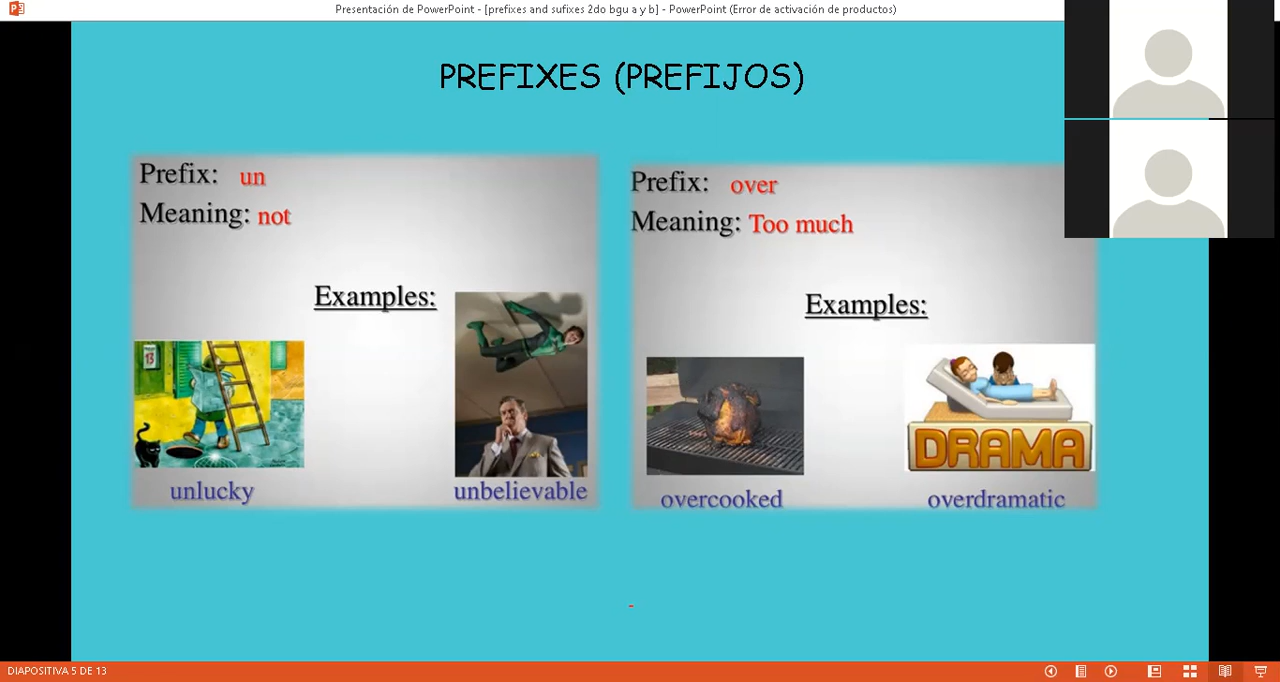 Presentación de PowerPoint - [prefixes and sufixes 2do bgu a y b] - PowerPoint (Error de activación de productos)
PREFIXES (PREFIJOS)
Prefix: un
Meaning: not
Examples:
13
unlucky
unbelievable
Prefix: over
Meaning: Too much
Examples:
DRAMA
overcooked
overdramatic
DIAPOSITIVA 5 DE 13